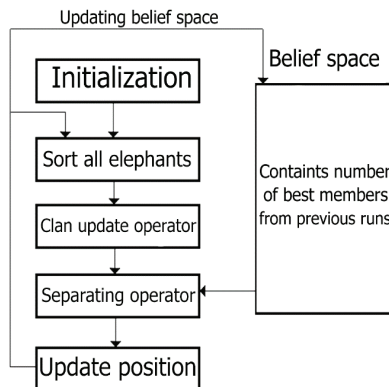 Updating belief space
Belief space
Initialization
Sort all elephants
Clan update operator
Separating operator
Update position
Containts number
of best members
from previous runs